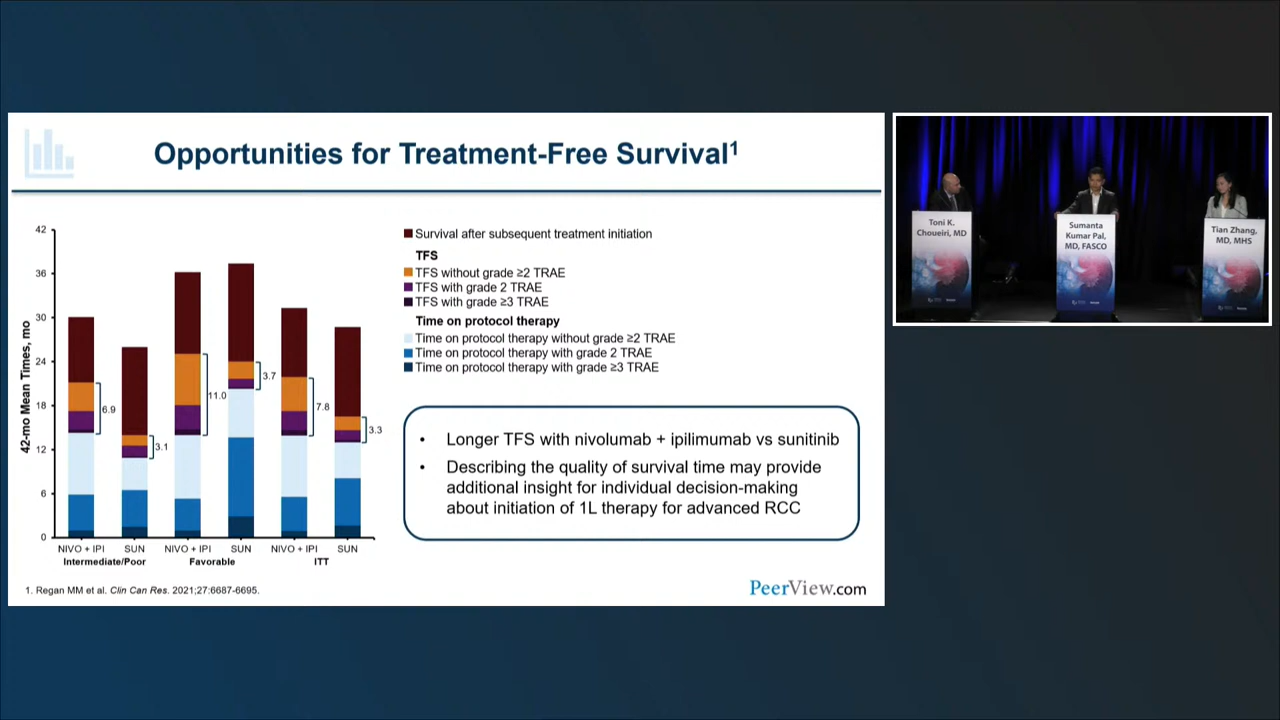 Opportunities for Treatment-Free Survival1
42-mo Mean Times, mo
42
36
30
24
18
12
6
0
6.9
3.1
11.0
3.7
7.8
3.3
NIVO + IPI
SUN
NIVO + IPI
SUN
NIVO + IPI
SUN
Intermediate/Poor
Favorable
ITT
Survival after subsequent treatment initiation
TFS
TFS without grade ≥2 TRAE
TFS with grade 2 TRAE
TFS with grade ≥3 TRAE
Time on protocol therapy
Time on protocol therapy without grade ≥2 TRAE
Time on protocol therapy with grade 2 TRAE
Time on protocol therapy with grade ≥3 TRAE
• Longer TFS with nivolumab + ipilimumab vs sunitinib
• Describing the quality of survival time may provide
additional insight for individual decision-making
about initiation of 1L therapy for advanced RCC
1. Regan MM et al. Clin Can Res. 2021;27:6687-6695.
PeerView.com
Toni K.
Choueiri, MD
Sumanta
Kumar Pal,
MD, FASCO
Tian Zhang,
MD, MHS